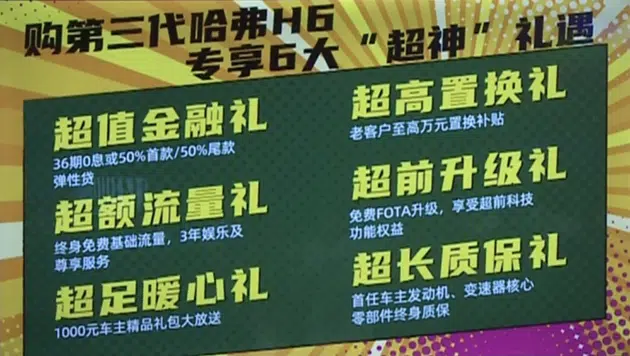 购第三代哈弗H6
专享6大“超神”礼遇
超值金融礼
36期0息或50%首款/50%尾款
弹性贷
超额流量礼
终身免费基础流量，3年娱乐及
尊享服务
超足暖心礼
1000元车主精品礼包大放送
超高置换礼
老客户至高万元置换补贴
超前升级礼
免费FOTA升级，享受超前科技
功能权益
超长质保礼
首任车主发动机、变速器核心
零部件终身质保